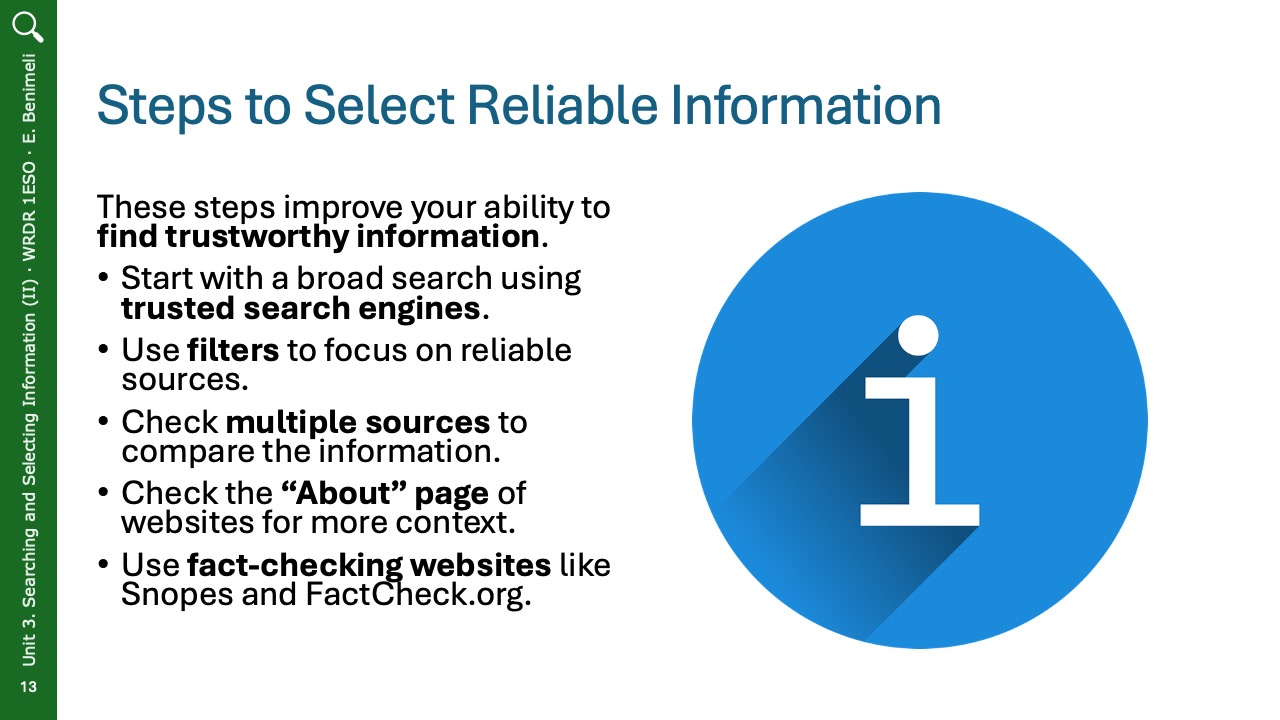 Unit 3. Searching and Selecting Information (II) · WRDR 1ESO · E. Benimeli
13
Steps to Select Reliable Information
These steps improve your ability to
find trustworthy information.
• Start with a broad search using
trusted search engines.
• Use filters to focus on reliable
sources.
• Check multiple sources to
compare the information.
• Check the “About” page of
websites for more context.
• Use fact-checking websites like
Snopes and FactCheck.org.
i